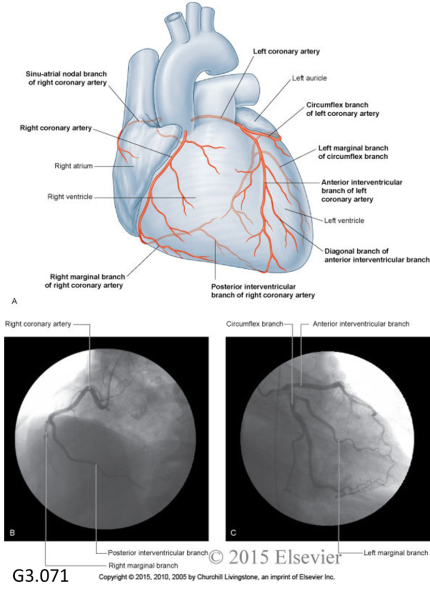 Left coronary artery
Sinu-atrial nodal branch
of right coronary artery
Left auricle
Circumflex branch
of left coronary artery
Right coronary artery
Left marginal branch
of circumflex branch
Right atrium
Anterior interventricular
branch of left
coronary artery
Right ventricle
Left ventricle
Diagonal branch of
anterior interventricular branch
Right marginal branch
of right coronary artery
Posterior interventricular
branch of right coronary artery
A
Right coronary artery
Circumflex branch
Anterior interventricular branch
B
C
Posterior interventricular branch
Right marginal branch
© 2015 Elsevier
Left marginal branch
G3.071
Copyright © 2015, 2010, 2005 by Churchill Livingstone, an imprint of Elsevier Inc.